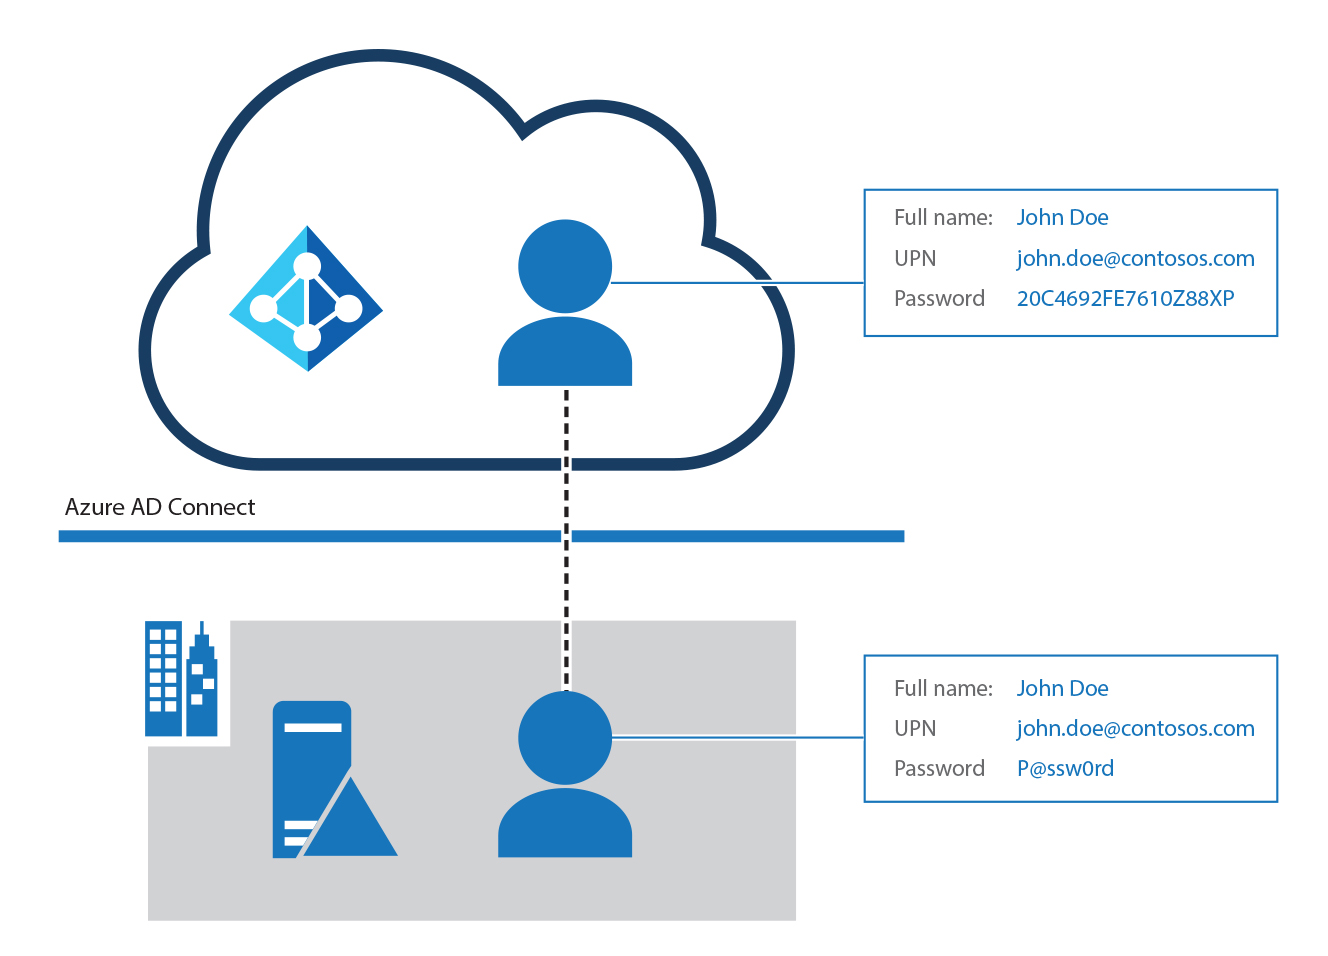 Full name: John Doe
UPN john.doe@contosos.com
Password 20C4692FE7610Z88XP
Azure AD Connect
Full name: John Doe
UPN john.doe@contosos.com
Password P@ssw0rd